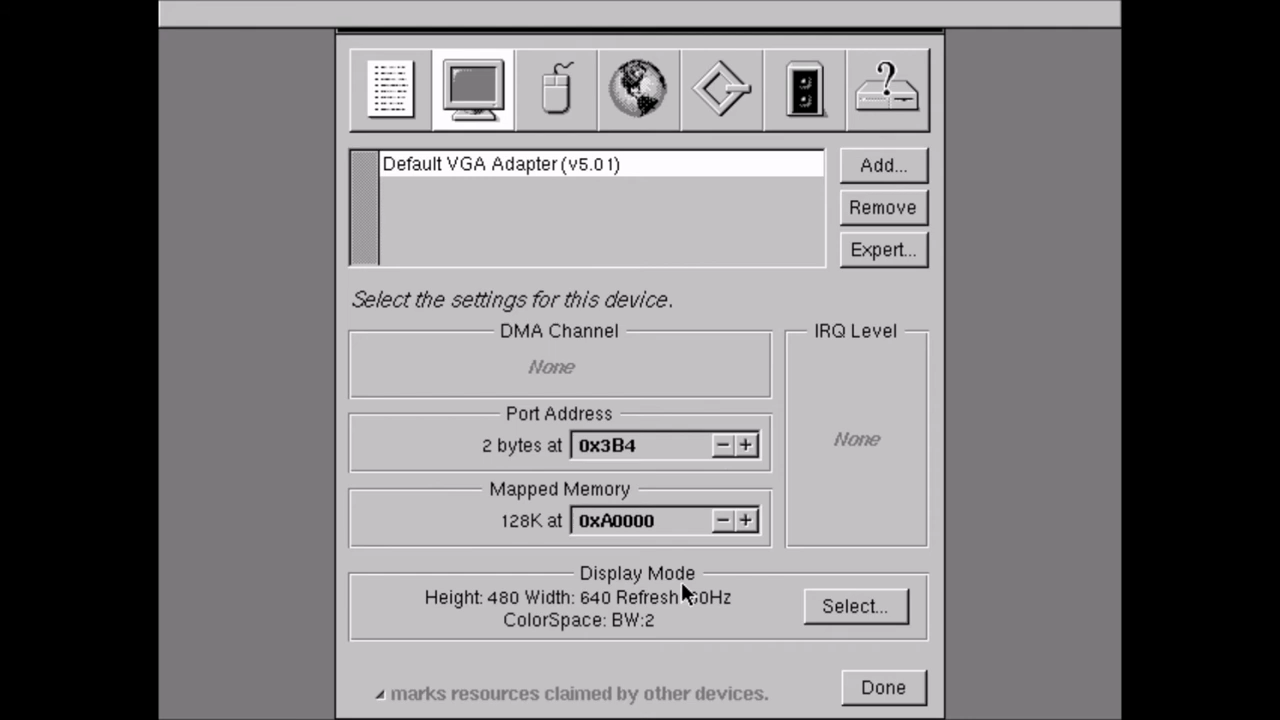 ?
Default VGA Adapter (v5.01)
Add...
Remove
Expert...
Select the settings for this device.
DMA Channel
None
IRQ Level
None
Port Address
2 bytes at 0x3B4 − +
Mapped Memory
128K at 0xA0000 − +
Display Mode
Height: 480 Width: 640 Refresh 60Hz
ColorSpace: BW:2
Select...
marks resources claimed by other devices.
Done